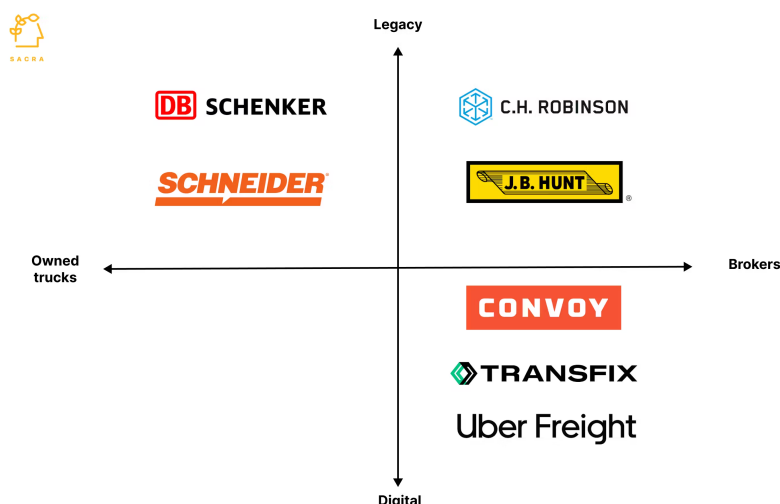 SACRA
Legacy
DB SCHENKER
C.H. ROBINSON
SCHNEIDER®
J.B. HUNT®
Owned
trucks
Brokers
CONVOY
TRANSFIX
Uber Freight
Digital